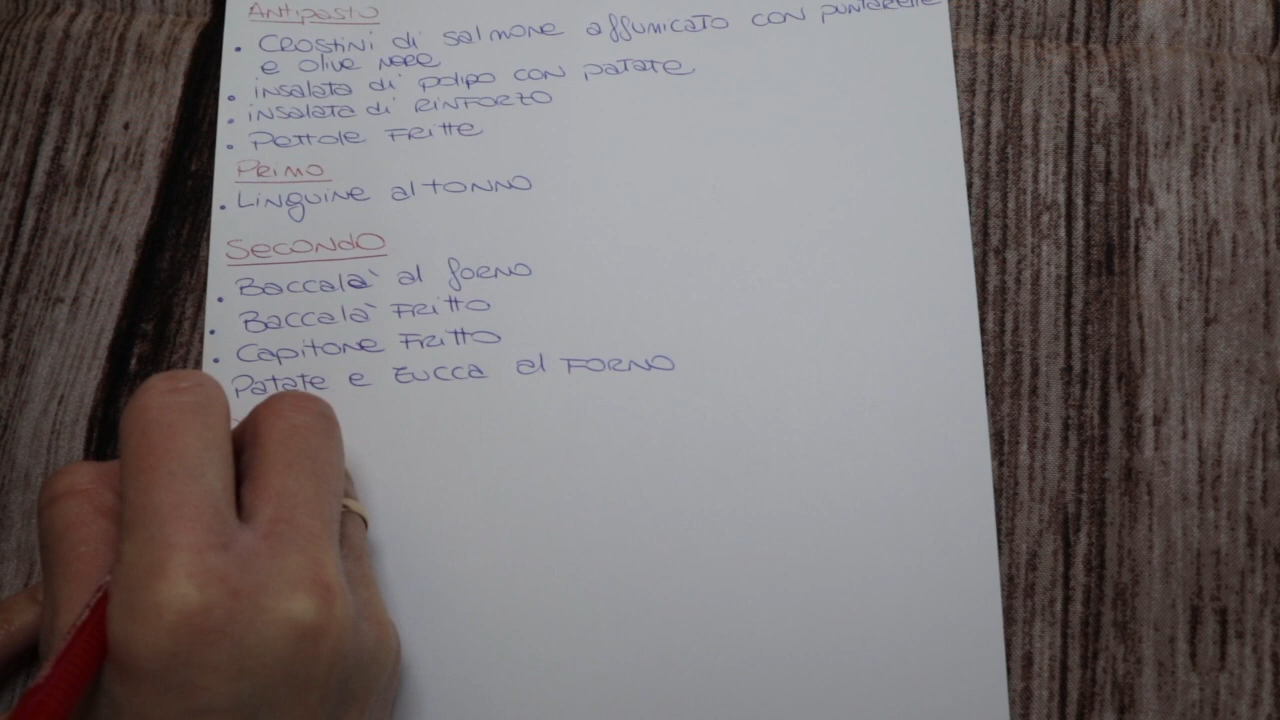 Antipasto
• Crostini di salmone affumicato con puntarelle
e olive nere
• insalata di polipo con patate
• insalata di RINFORZO
• Pettole FRITTE
Primo
• Linguine al tonno
Secondo
• Baccalà al forno
• Baccalà Fritto
• Capitone Fritto
Patate e zucca al FORNO